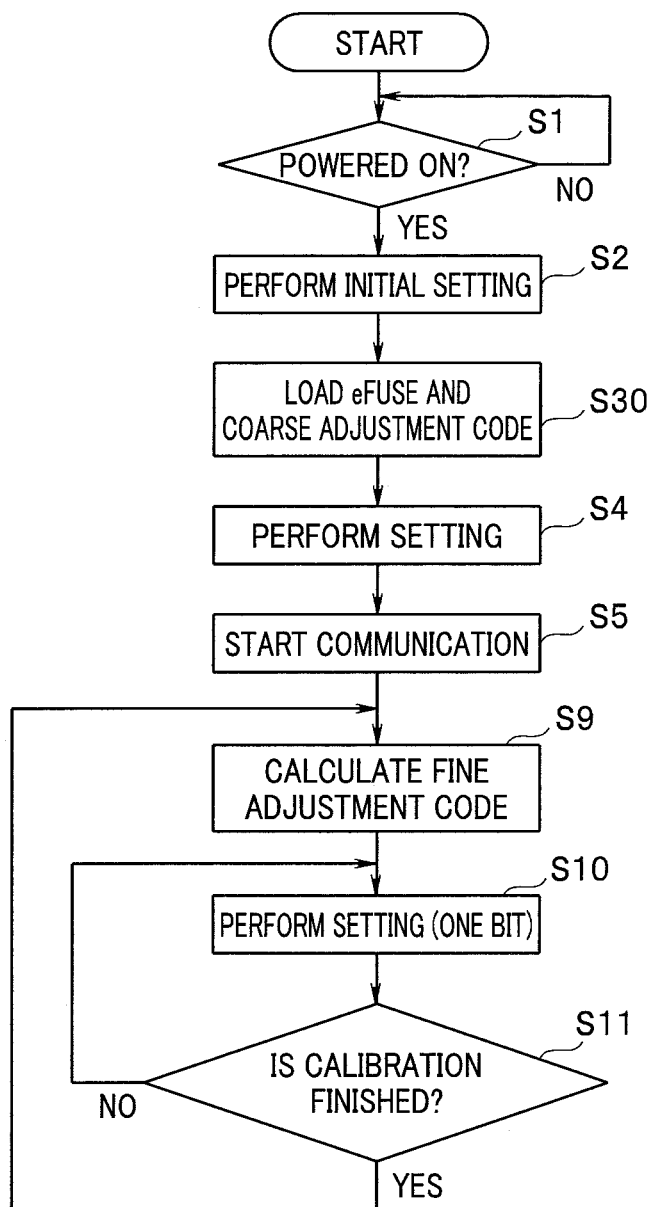 START
S1
POWERED ON?
NO
YES
S2
PERFORM INITIAL SETTING
LOAD eFUSE AND
COARSE ADJUSTMENT CODE
S30
S4
PERFORM SETTING
S5
START COMMUNICATION
S9
CALCULATE FINE
ADJUSTMENT CODE
S10
PERFORM SETTING (ONE BIT)
S11
IS CALIBRATION
FINISHED?
NO
YES